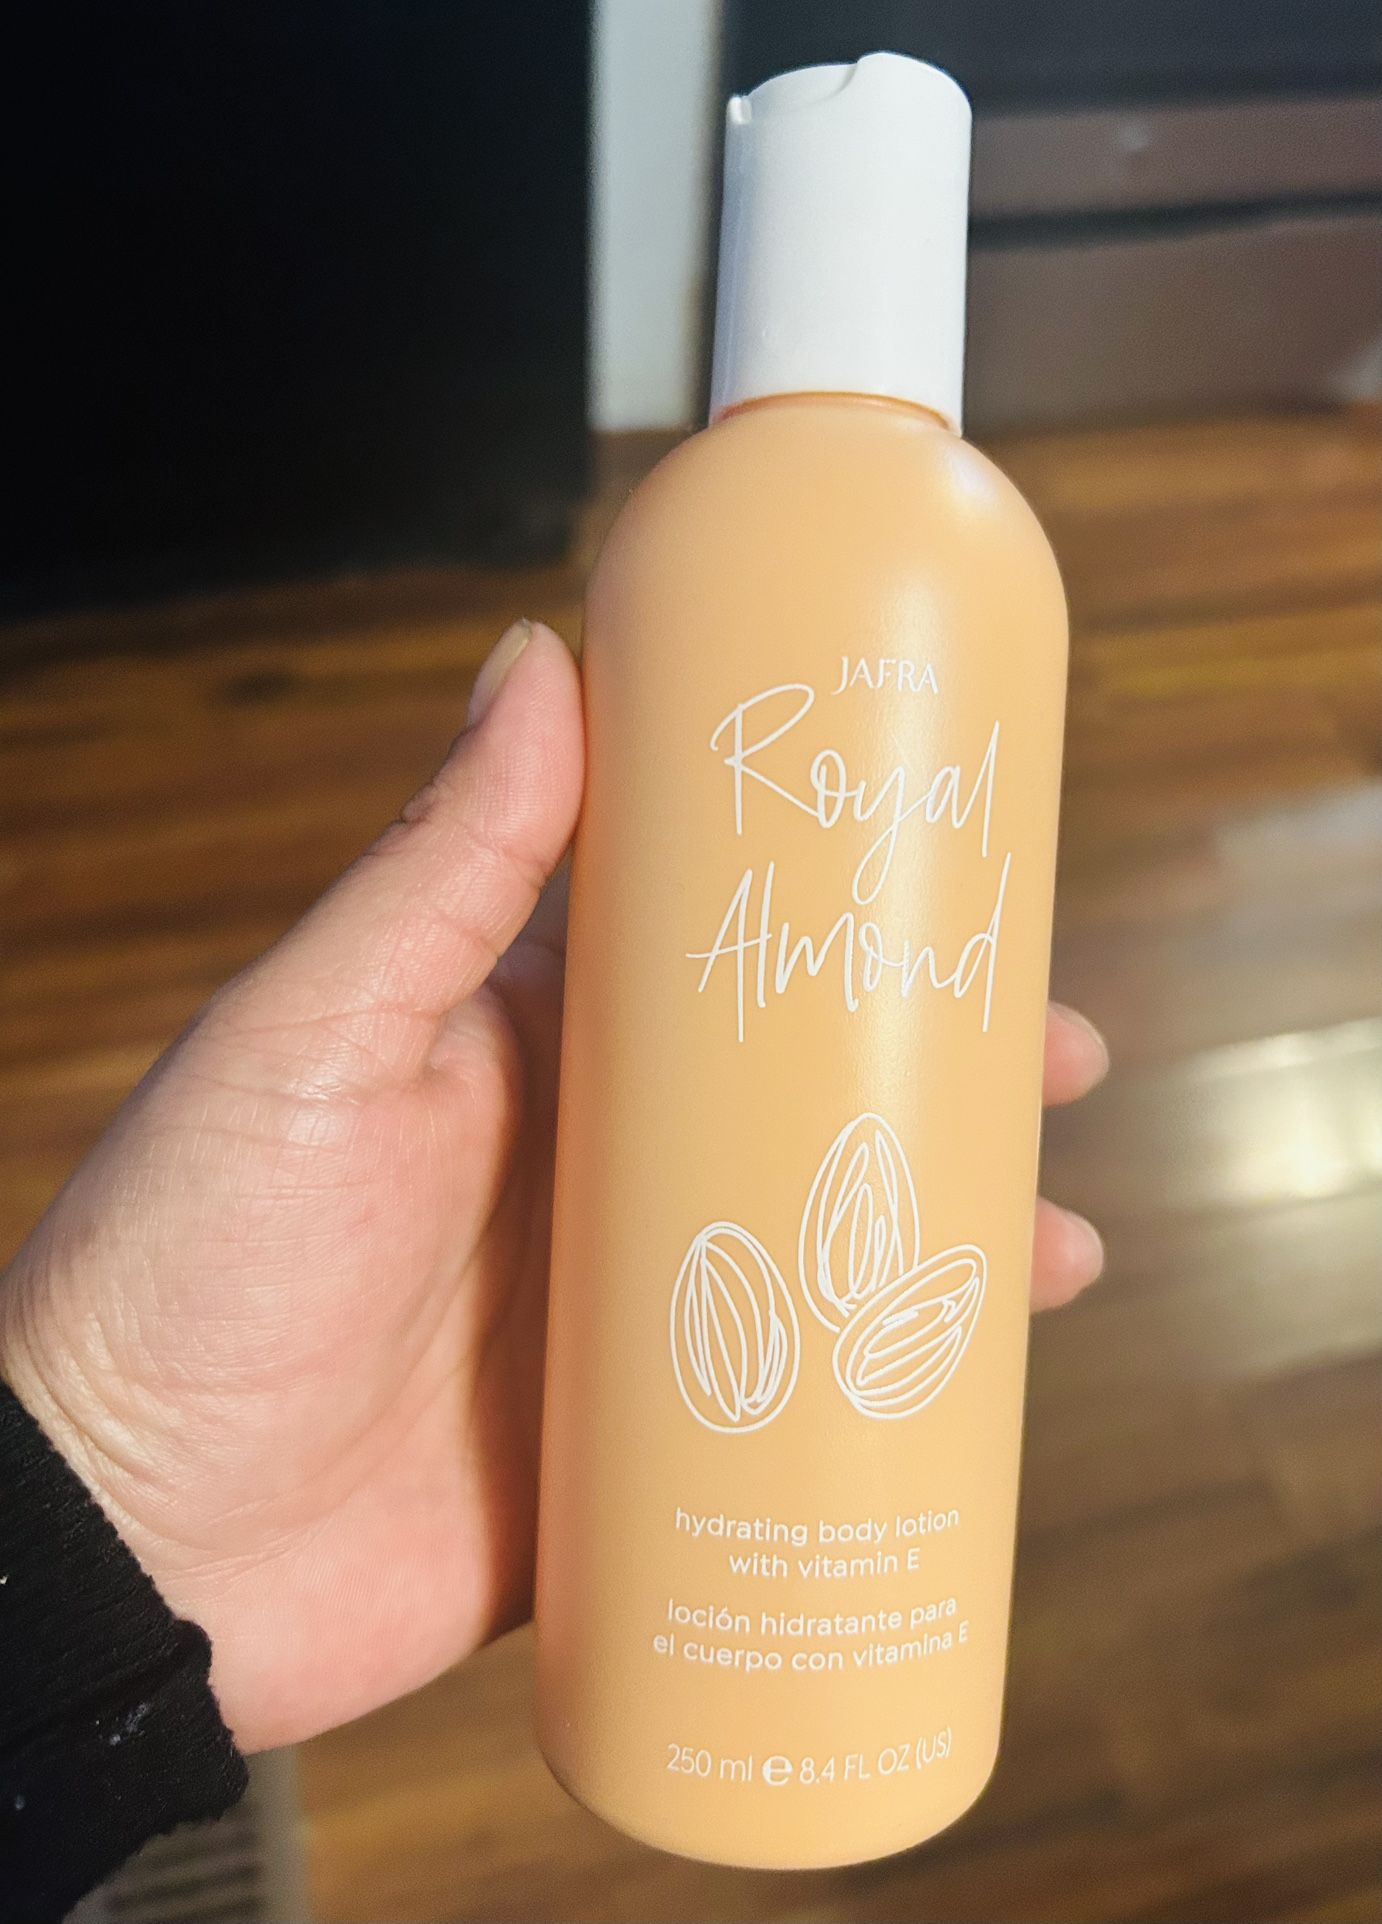 JAFRA
Royal
Almond
hydrating body lotion
with vitamin E
loción hidratante para
el cuerpo con vitamina E
250 ml ℮ 8.4 FL OZ (US)